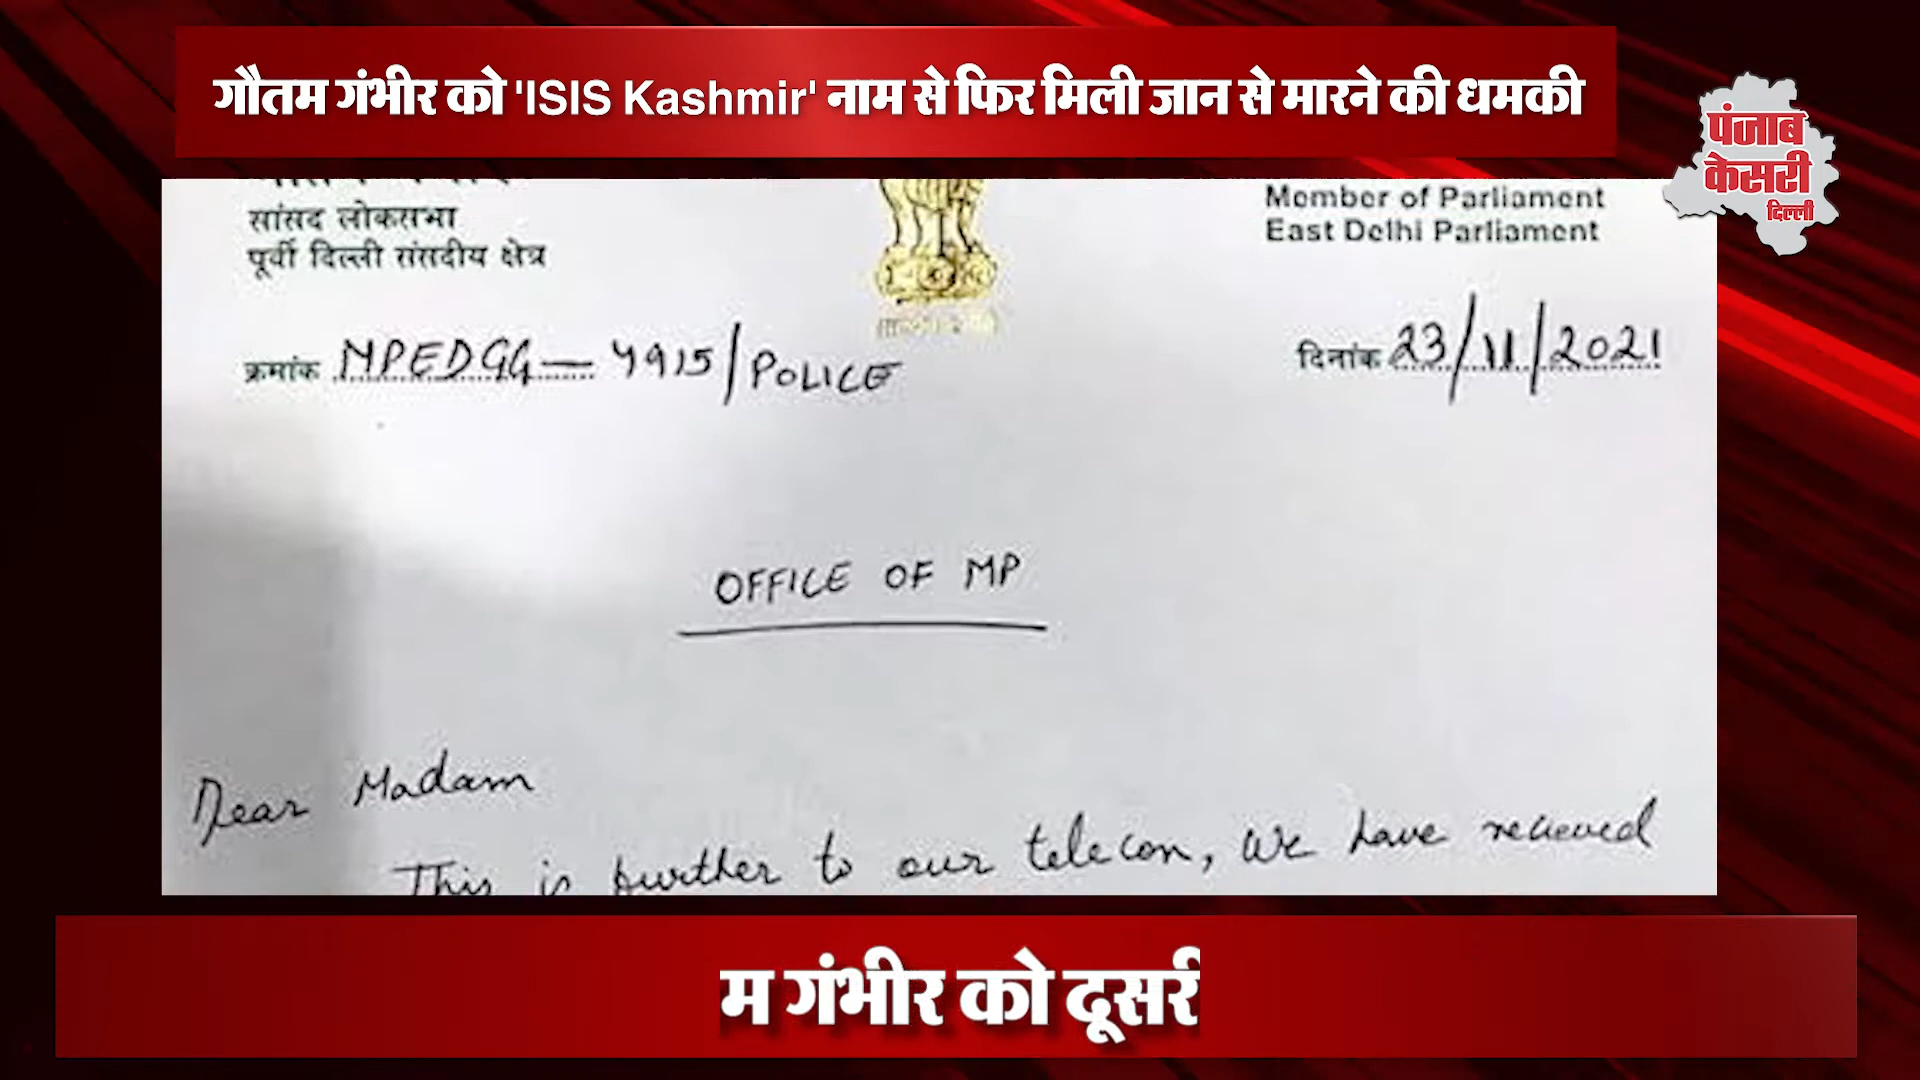 गौतम गंभीर को 'ISIS Kashmir' नाम से फिर मिली जान से मारने की धमकी
पंजाब
केसरी
दिल्ली
सांसद लोकसभा
पूर्वी दिल्ली संसदीय क्षेत्र
Member of Parliament
East Delhi Parliament
क्रमांक MPEDGG - 4915/POLICE
दिनांक 23/11/2021
OFFICE OF MP
Dear Madam
This is further to our telecon, We have recieved
म गंभीर को दूसरी